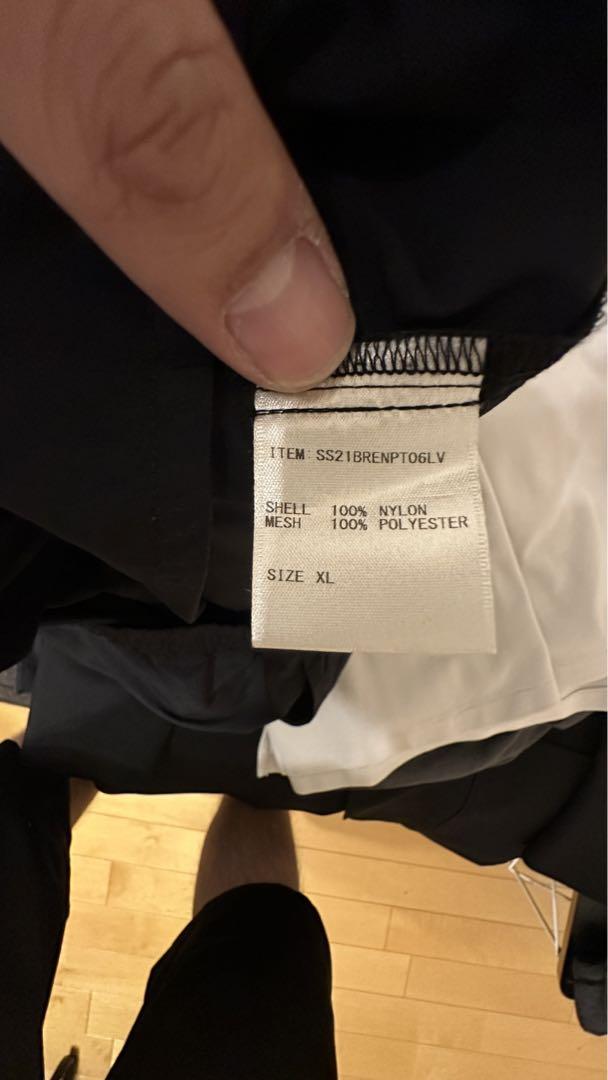 ITEM: SS21BRENPT06LV
SHELL 100% NYLON
MESH 100% POLYESTER
SIZE XL